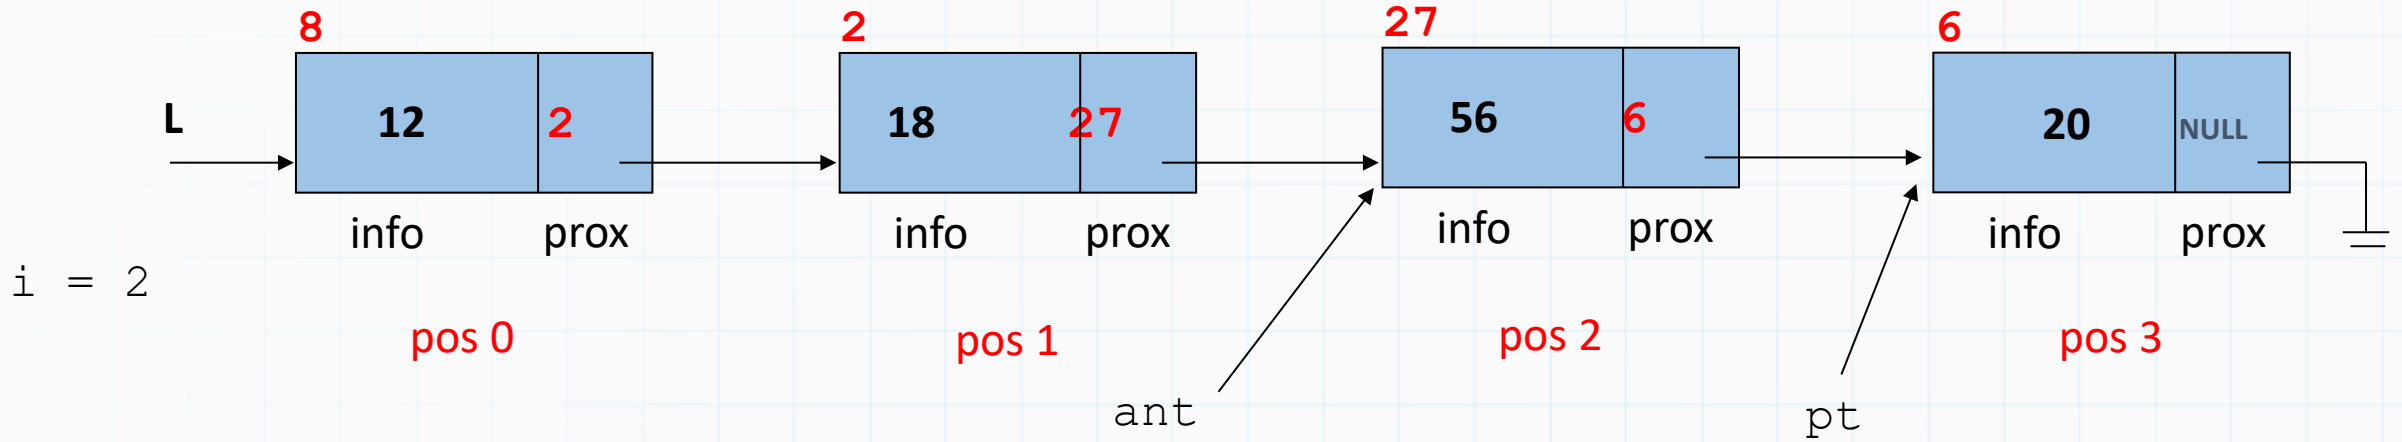 8 2 27 6
L 12 2 18 27 56 6 20 NULL
info prox info prox info prox info prox
i = 2
pos 0 pos 1 pos 2 pos 3
ant pt